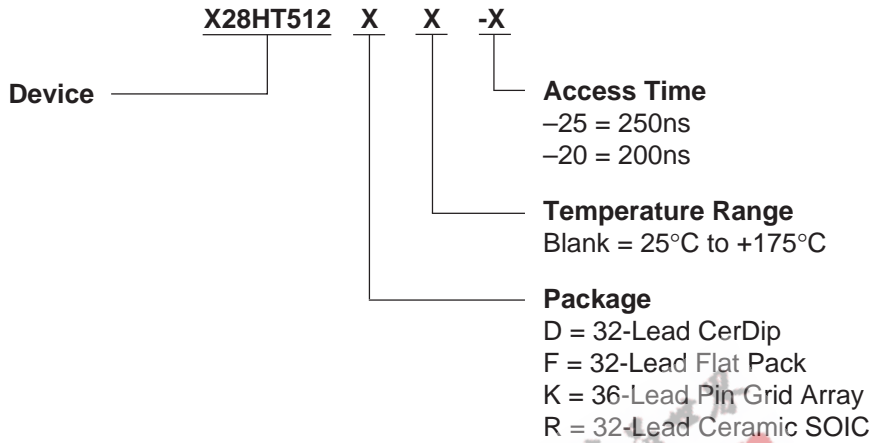 X28HT512 X X -X
Device
Access Time
–25 = 250ns
–20 = 200ns
Temperature Range
Blank = 25°C to +175°C
Package
D = 32-Lead CerDip
F = 32-Lead Flat Pack
K = 36-Lead Pin Grid Array
R = 32-Lead Ceramic SOIC